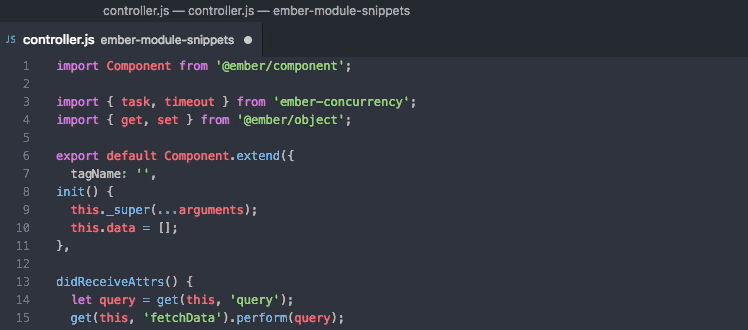 controller.js — controller.js — ember-module-snippets
JS controller.js ember-module-snippets
1 import Component from '@ember/component';
2
3 import { task, timeout } from 'ember-concurrency';
4 import { get, set } from '@ember/object';
5
6 export default Component.extend({
7   tagName: '',
8 init() {
9   this._super(...arguments);
10   this.data = [];
11 },
12
13 didReceiveAttrs() {
14   let query = get(this, 'query');
15   get(this, 'fetchData').perform(query);